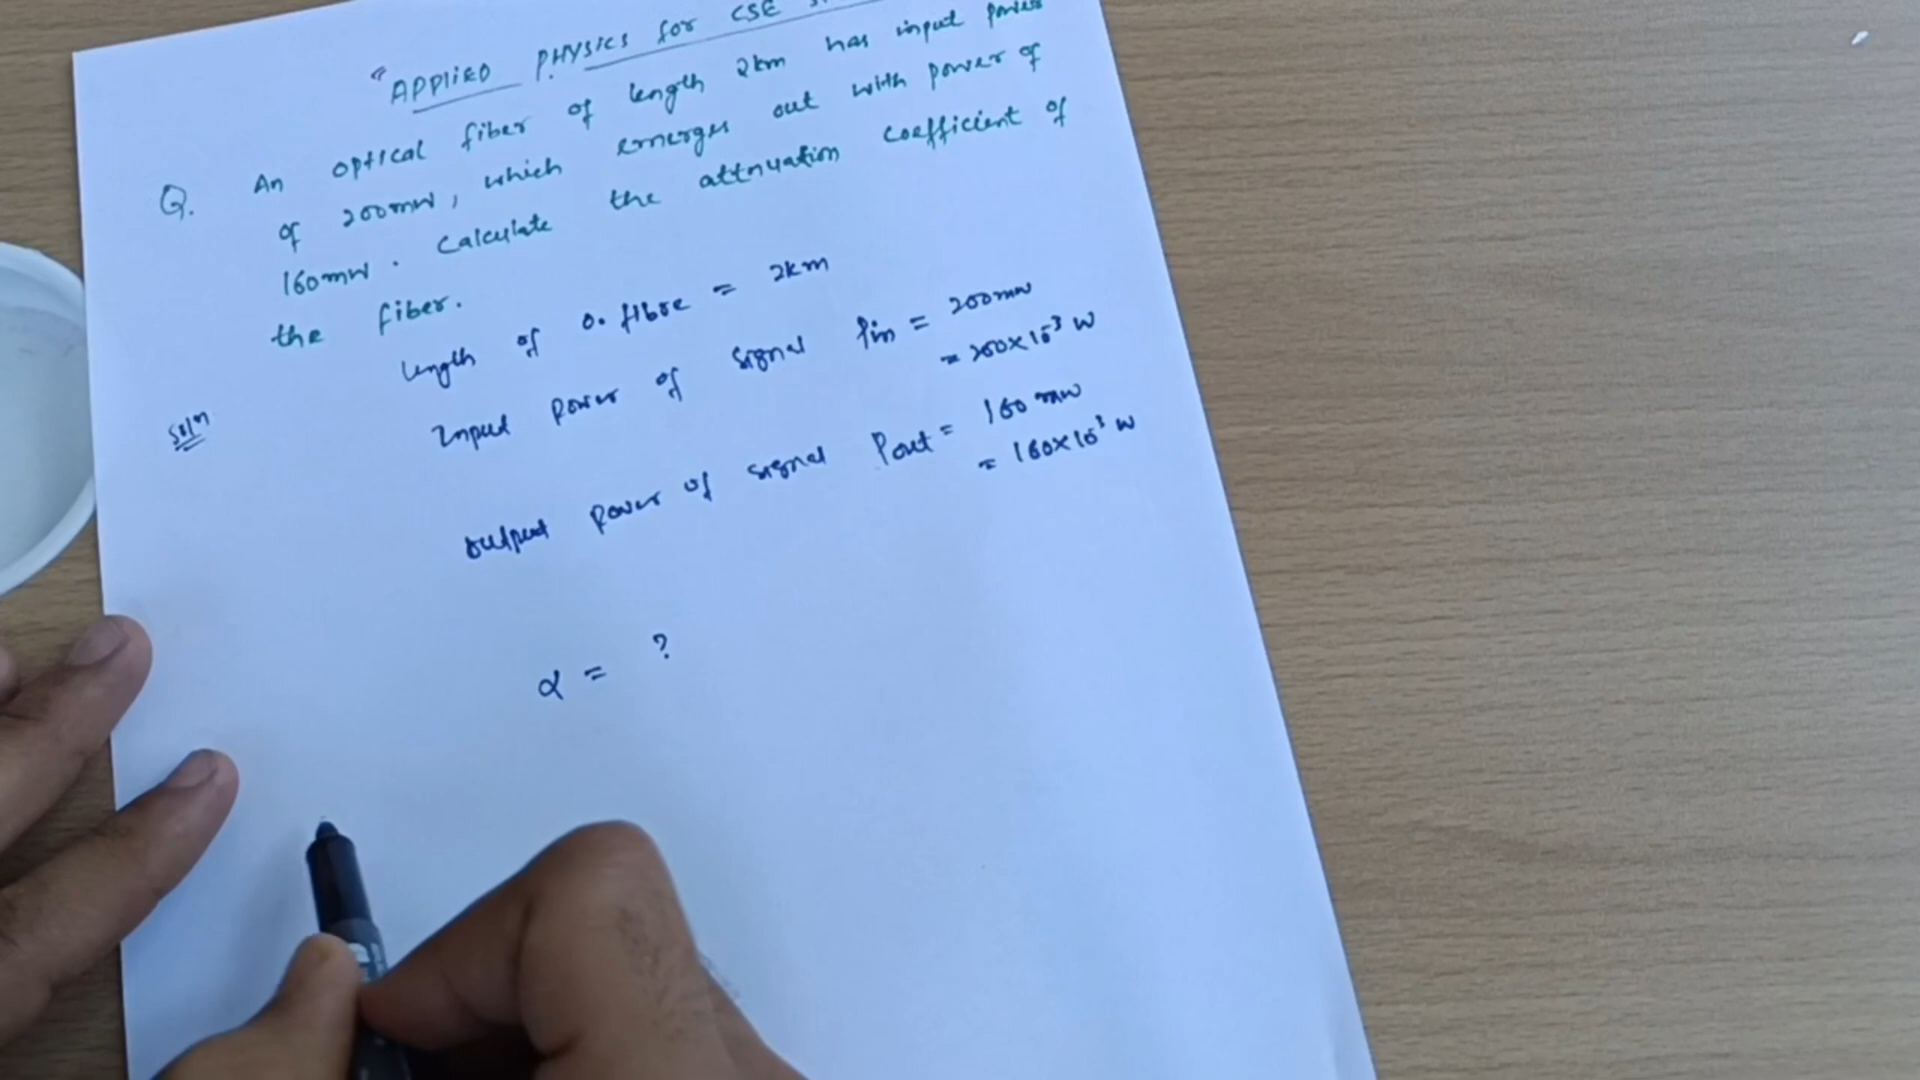 "APPLIED PHYSICS for CSE
Q. An optical fiber of length 2km has input power
of 200mW, which emerges out with power of
160mW. Calculate the attnuation coefficient of
the fiber.
Soln length of o. fibre = 2km
Input power of signal Pin = 200mW
= 200×10⁻³ W
output power of signal Pout = 160 mW
= 160×10⁻³ W
α = ?